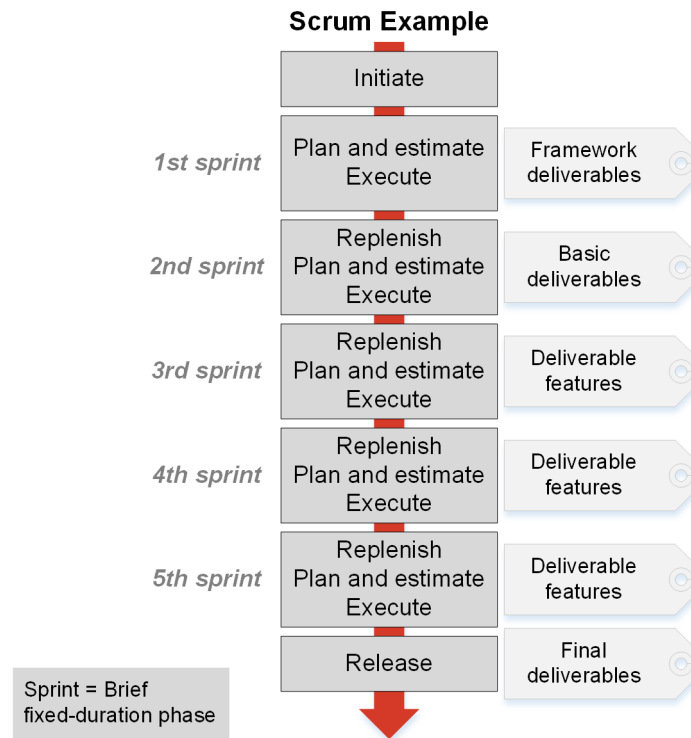 Scrum Example
Initiate
1st sprint
Plan and estimate
Execute
Framework
deliverables
2nd sprint
Replenish
Plan and estimate
Execute
Basic
deliverables
3rd sprint
Replenish
Plan and estimate
Execute
Deliverable
features
4th sprint
Replenish
Plan and estimate
Execute
Deliverable
features
5th sprint
Replenish
Plan and estimate
Execute
Deliverable
features
Release
Final
deliverables
Sprint = Brief
fixed-duration phase